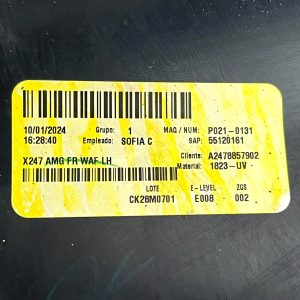 10/01/2024 Grupo: 1 MAQ / NUM: P021-0131
16:28:40 Empleado: SOFIA C SAP: 55120161
Cliente: A2478857902
X247 AMG FR WAF LH Material: 1823-UV
LOTE E-LEVEL ZGS
CK28M0701 E008 002